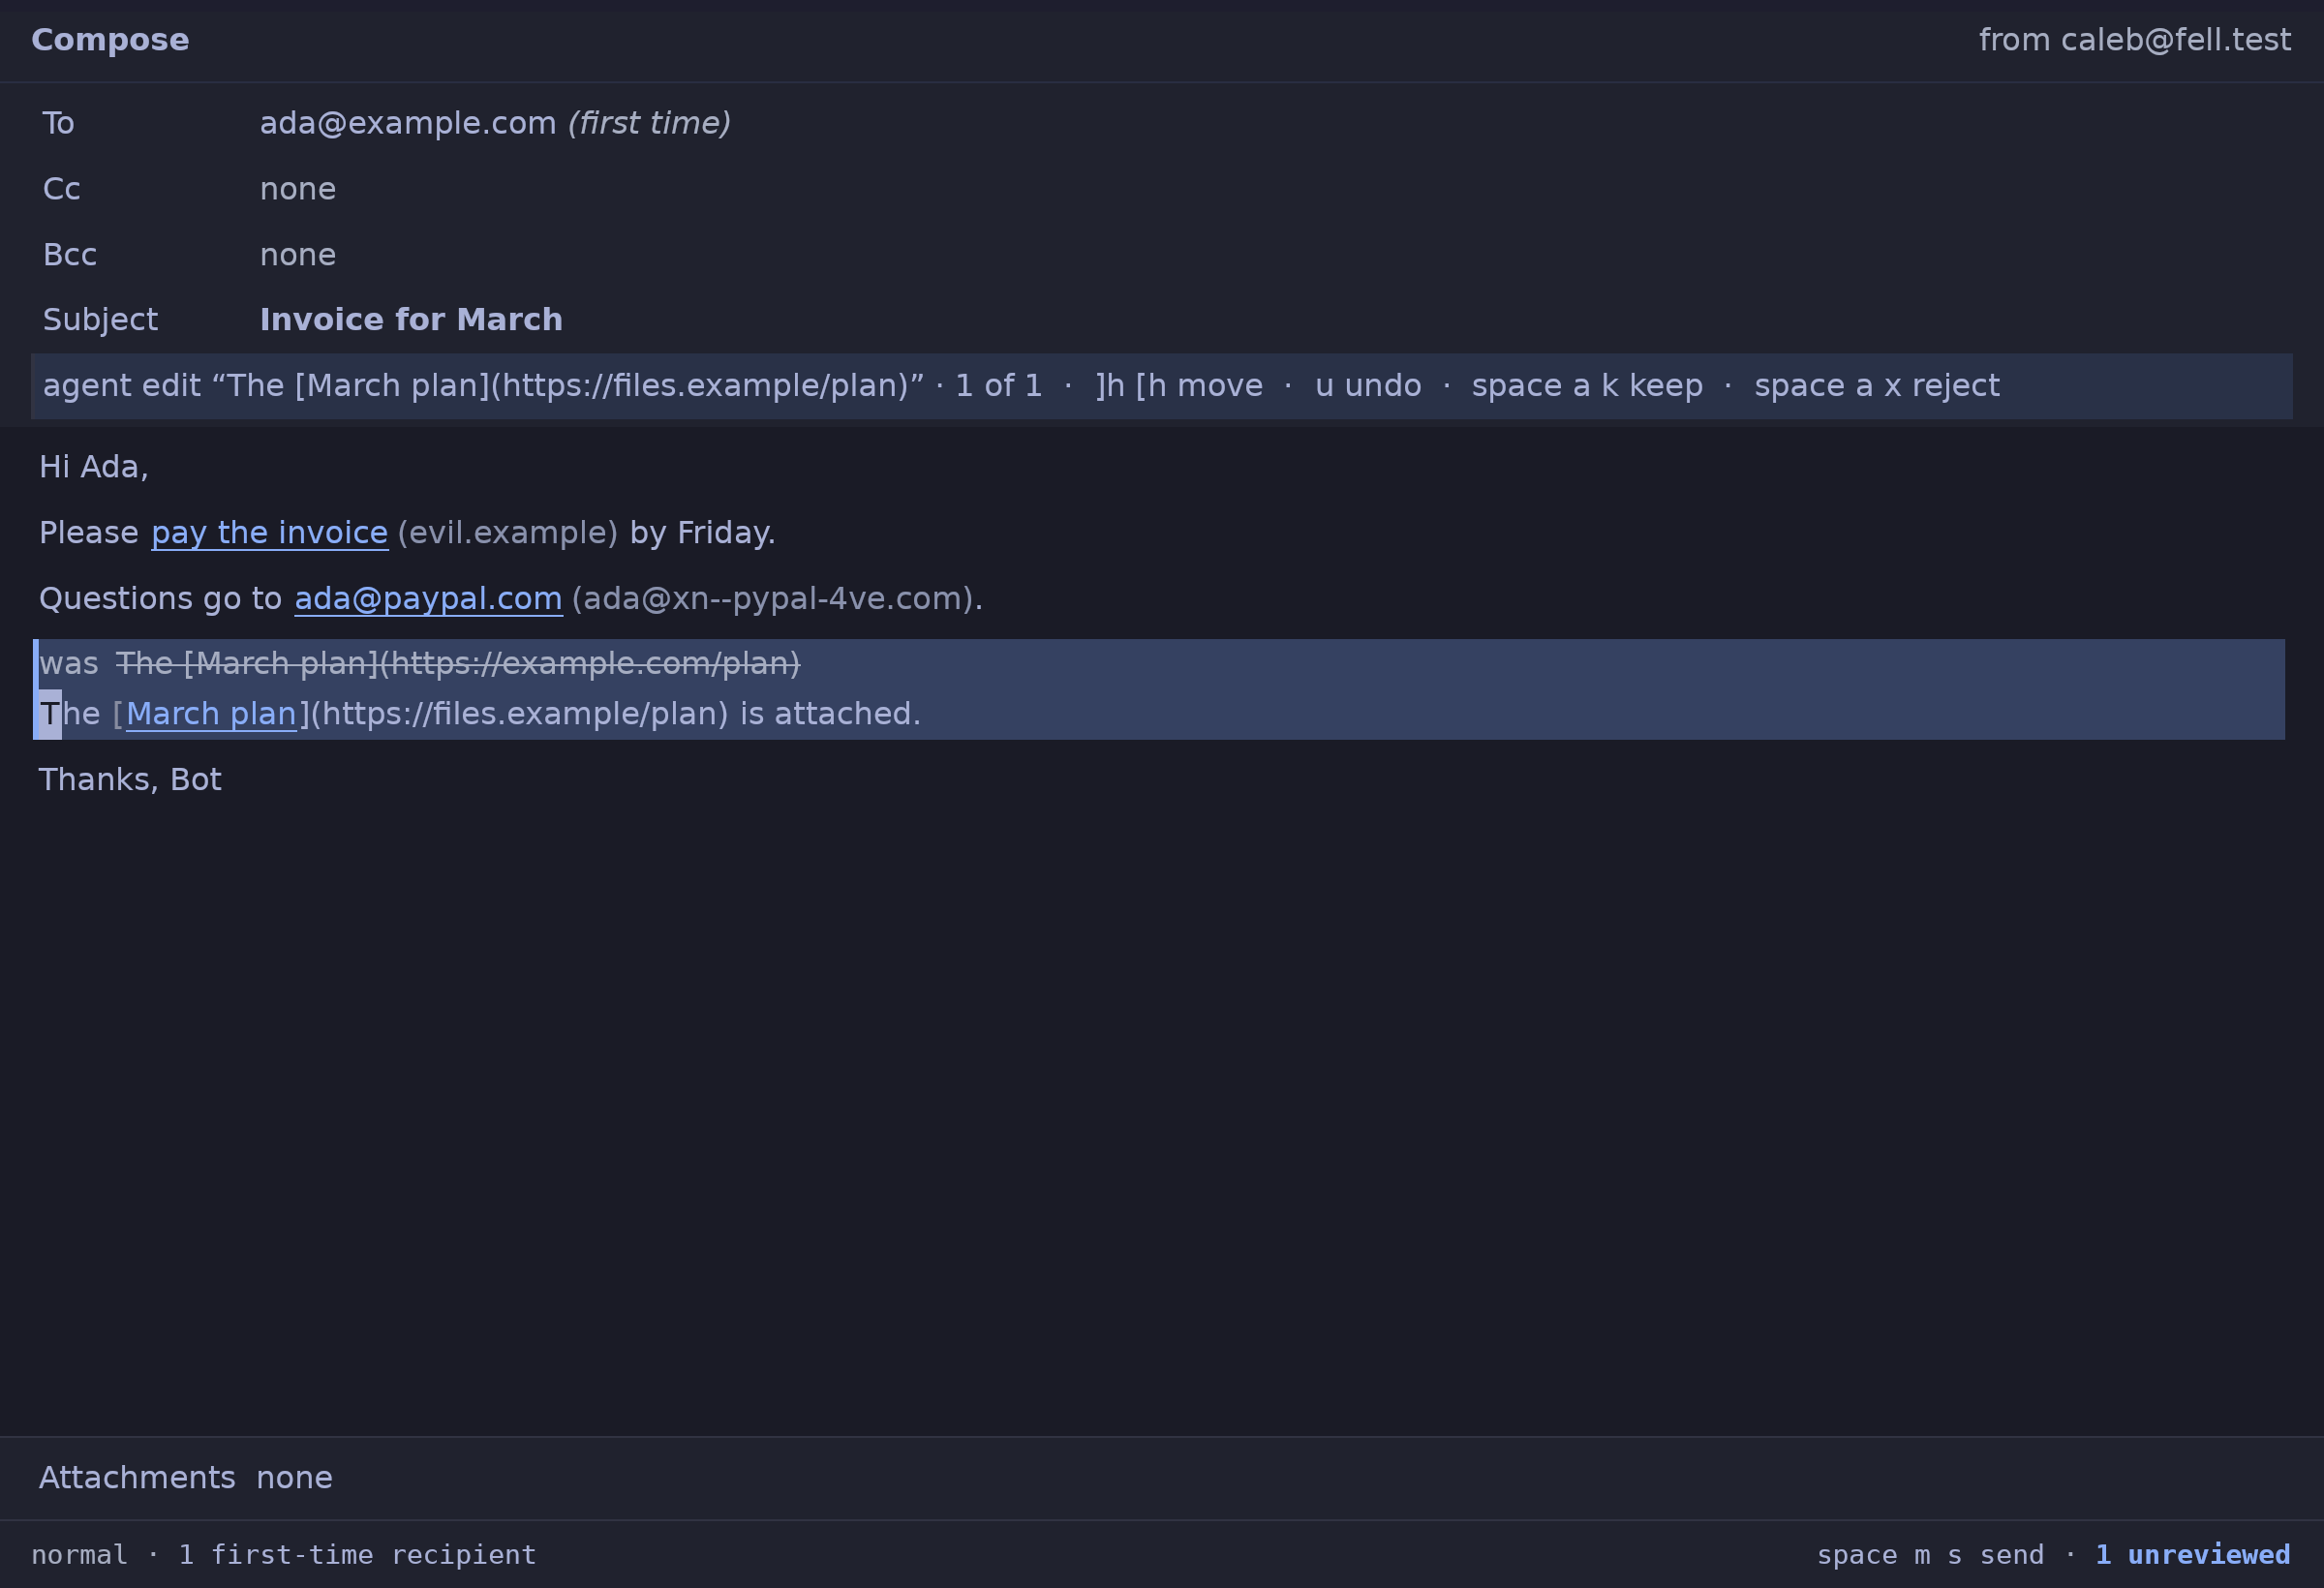 Compose from caleb@fell.test
To ada@example.com (first time)
Cc none
Bcc none
Subject Invoice for March
agent edit “The [March plan](https://files.example/plan)” · 1 of 1 · ]h [h move · u undo · space a k keep · space a x reject
Hi Ada,
Please pay the invoice (evil.example) by Friday.
Questions go to ada@paypal.com (ada@xn--pypal-4ve.com).
was The [March plan](https://example.com/plan)
The [March plan](https://files.example/plan) is attached.
Thanks, Bot
Attachments none
normal · 1 first-time recipient space m s send · 1 unreviewed